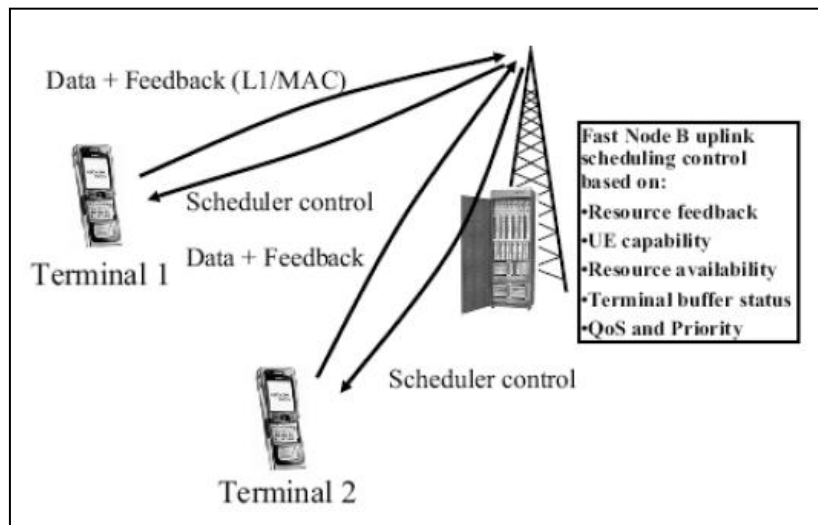 Data + Feedback (L1/MAC)
Scheduler control
Terminal 1
Data + Feedback
Scheduler control
Terminal 2
Fast Node B uplink
scheduling control
based on:
•Resource feedback
•UE capability
•Resource availability
•Terminal buffer status
•QoS and Priority